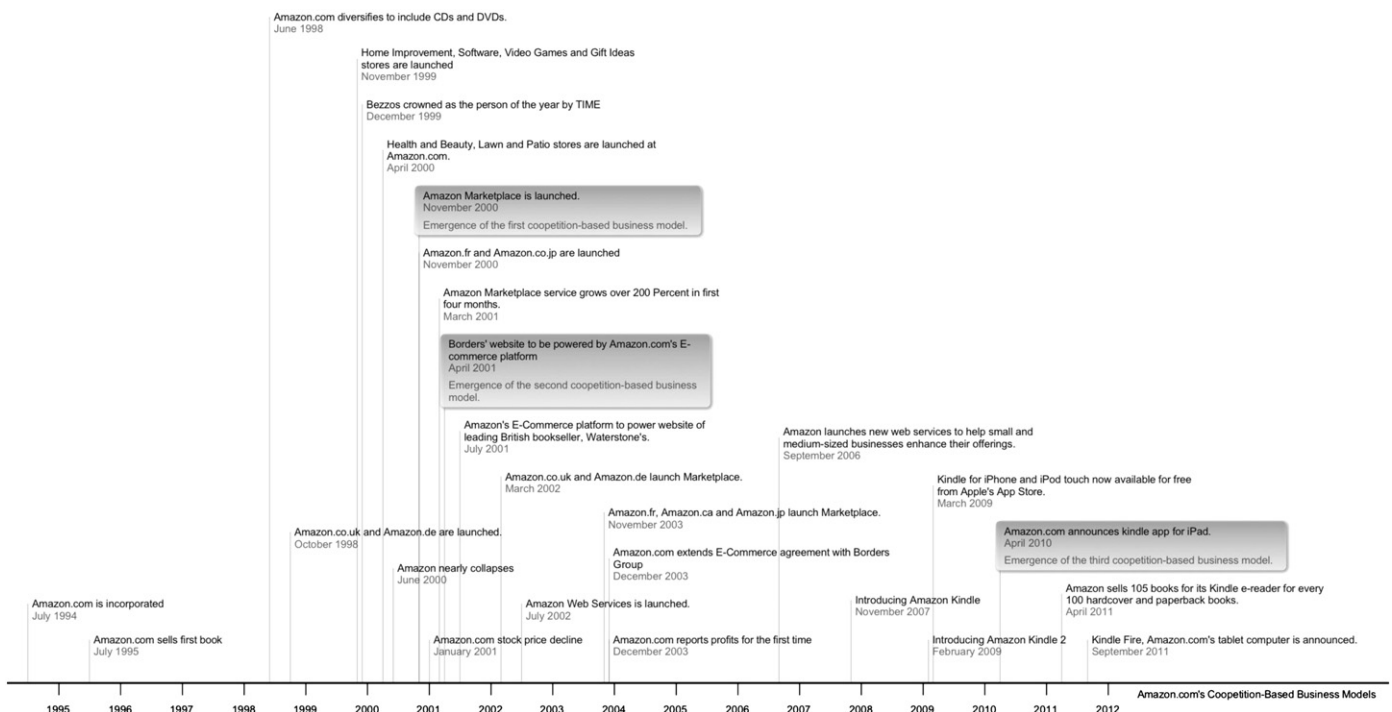 Amazon.com diversifies to include CDs and DVDs.
June 1998
Home Improvement, Software, Video Games and Gift Ideas
stores are launched
November 1999
Bezzos crowned as the person of the year by TIME
December 1999
Health and Beauty, Lawn and Patio stores are launched at
Amazon.com.
April 2000
Amazon Marketplace is launched.
November 2000
Emergence of the first coopetition-based business model.
Amazon.fr and Amazon.co.jp are launched
November 2000
Amazon Marketplace service grows over 200 Percent in first
four months.
March 2001
Borders' website to be powered by Amazon.com's E-
commerce platform
April 2001
Emergence of the second coopetition-based business
model.
Amazon's E-Commerce platform to power website of
leading British bookseller, Waterstone's.
July 2001
Amazon launches new web services to help small and
medium-sized businesses enhance their offerings.
September 2006
Amazon.co.uk and Amazon.de launch Marketplace.
March 2002
Kindle for iPhone and iPod touch now available for free
from Apple's App Store.
March 2009
Amazon.fr, Amazon.ca and Amazon.jp launch Marketplace.
November 2003
Amazon.co.uk and Amazon.de are launched.
October 1998
Amazon.com announces kindle app for iPad.
April 2010
Emergence of the third coopetition-based business model.
Amazon.com extends E-Commerce agreement with Borders
Group
December 2003
Amazon nearly collapses
June 2000
Amazon sells 105 books for its Kindle e-reader for every
100 hardcover and paperback books.
April 2011
Amazon.com is incorporated
July 1994
Amazon Web Services is launched.
July 2002
Introducing Amazon Kindle
November 2007
Amazon.com sells first book
July 1995
Amazon.com stock price decline
January 2001
Amazon.com reports profits for the first time
December 2003
Introducing Amazon Kindle 2
February 2009
Kindle Fire, Amazon.com's tablet computer is announced.
September 2011
Amazon.com's Coopetition-Based Business Models
1995 1996 1997 1998 1999 2000 2001 2002 2003 2004 2005 2006 2007 2008 2009 2010 2011 2012